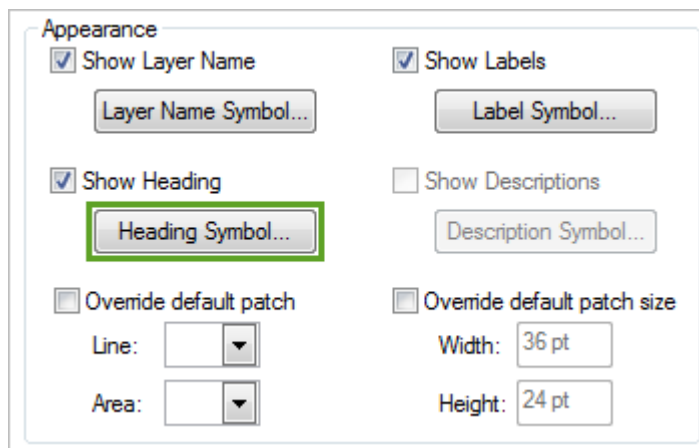 Appearance
Show Layer Name
Show Labels
Layer Name Symbol...
Label Symbol...
Show Heading
Show Descriptions
Heading Symbol...
Description Symbol...
Override default patch
Override default patch size
Line:
Width: 36 pt
Area:
Height: 24 pt